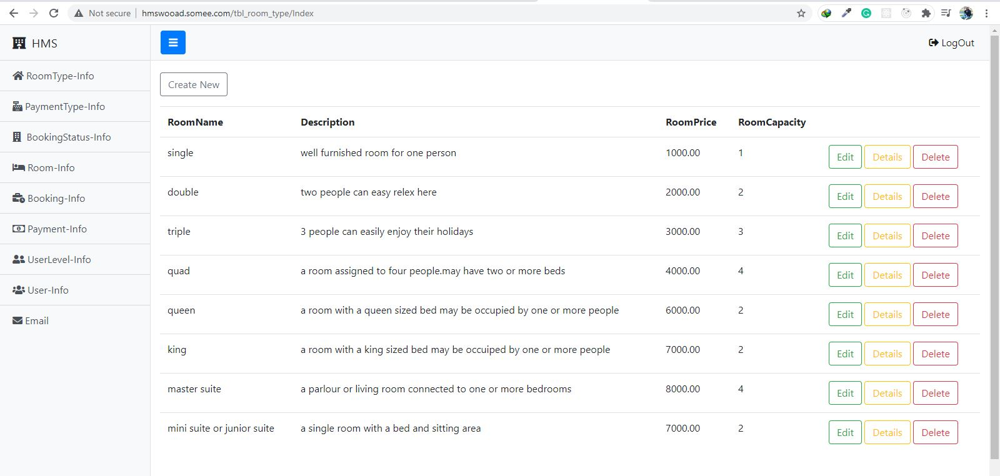 Not secure | hmswooad.somee.com/tbl_room_type/Index
HMS
LogOut
RoomType-Info
PaymentType-Info
BookingStatus-Info
Room-Info
Booking-Info
Payment-Info
UserLevel-Info
User-Info
Email
Create New
RoomName Description RoomPrice RoomCapacity
single well furnished room for one person 1000.00 1 Edit Details Delete
double two people can easy relex here 2000.00 2 Edit Details Delete
triple 3 people can easily enjoy their holidays 3000.00 3 Edit Details Delete
quad a room assigned to four people.may have two or more beds 4000.00 4 Edit Details Delete
queen a room with a queen sized bed may be occupied by one or more people 6000.00 2 Edit Details Delete
king a room with a king sized bed may be occuiped by one or more people 7000.00 2 Edit Details Delete
master suite a parlour or living room connected to one or more bedrooms 8000.00 4 Edit Details Delete
mini suite or junior suite a single room with a bed and sitting area 7000.00 2 Edit Details Delete